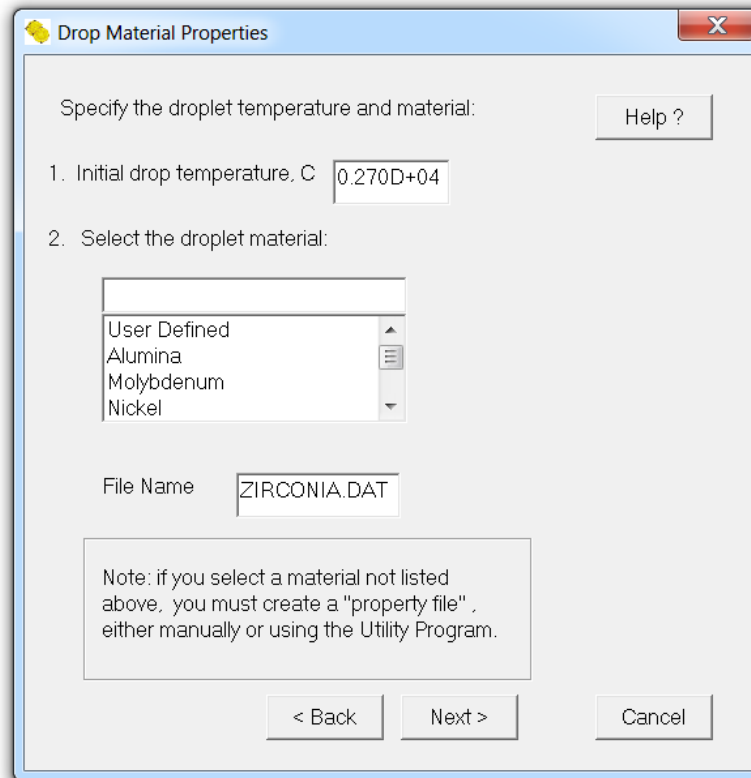 Drop Material Properties
X
Specify the droplet temperature and material:
Help ?
1. Initial drop temperature, C
0.270D+04
2. Select the droplet material:
User Defined
Alumina
Molybdenum
Nickel
File Name
ZIRCONIA.DAT
Note: if you select a material not listed
above, you must create a "property file" ,
either manually or using the Utility Program.
< Back
Next >
Cancel